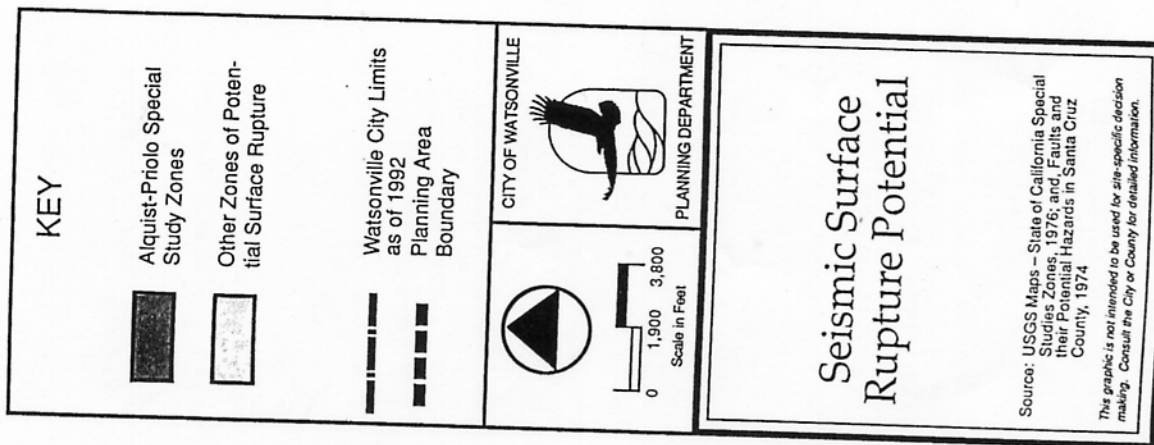 KEY
Alquist-Priolo Special
Study Zones
Other Zones of Poten-
tial Surface Rupture
Watsonville City Limits
as of 1992
Planning Area
Boundary
0 1,900 3,800
Scale in Feet
CITY OF WATSONVILLE
PLANNING DEPARTMENT
Seismic Surface
Rupture Potential
Source: USGS Maps – State of California Special
Studies Zones, 1976; and, Faults and
their Potential Hazards in Santa Cruz
County, 1974
This graphic is not intended to be used for site-specific decision
making. Consult the City or County for detailed information.